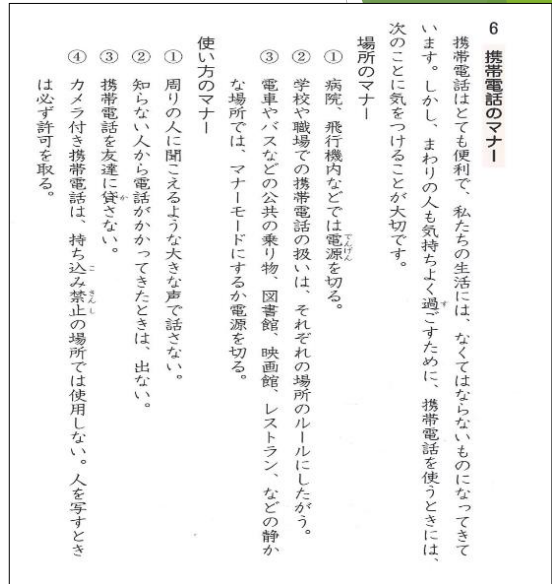 6 携帯電話のマナー
携帯電話はとても便利で、私たちの生活には、なくてはならないものになってきて
います。しかし、まわりの人も気持ちよく過ごすために、携帯電話を使うときには、
次のことに気をつけることが大切です。
場所のマナー
① 病院、飛行機内などでは電源を切る。
② 学校や職場での携帯電話の扱いは、それぞれの場所のルールにしたがう。
③ 電車やバスなどの公共の乗り物、図書館、映画館、レストラン、などの静か
な場所では、マナーモードにするか電源を切る。
使い方のマナー
① 周りの人に聞こえるような大きな声で話さない。
② 知らない人から電話がかかってきたときは、出ない。
③ 携帯電話を友達に貸さない。
④ カメラ付き携帯電話は、持ち込み禁止の場所では使用しない。人を写すとき
は必ず許可を取る。